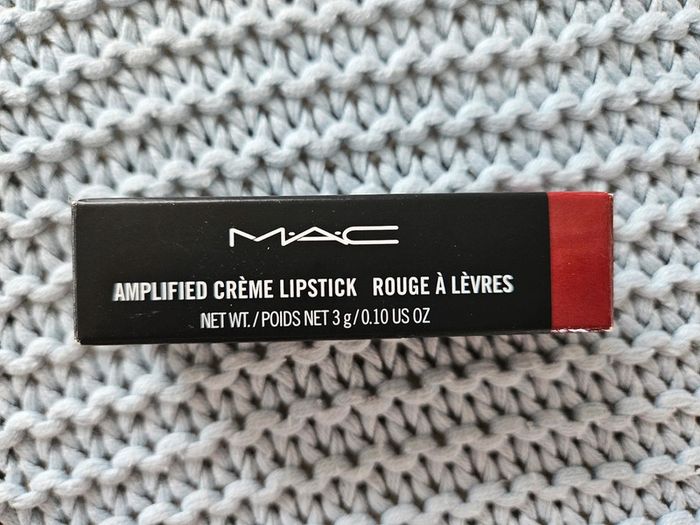 M·A·C
AMPLIFIED CRÈME LIPSTICK ROUGE À LÈVRES
NET WT./POIDS NET 3 g/0.10 US OZ